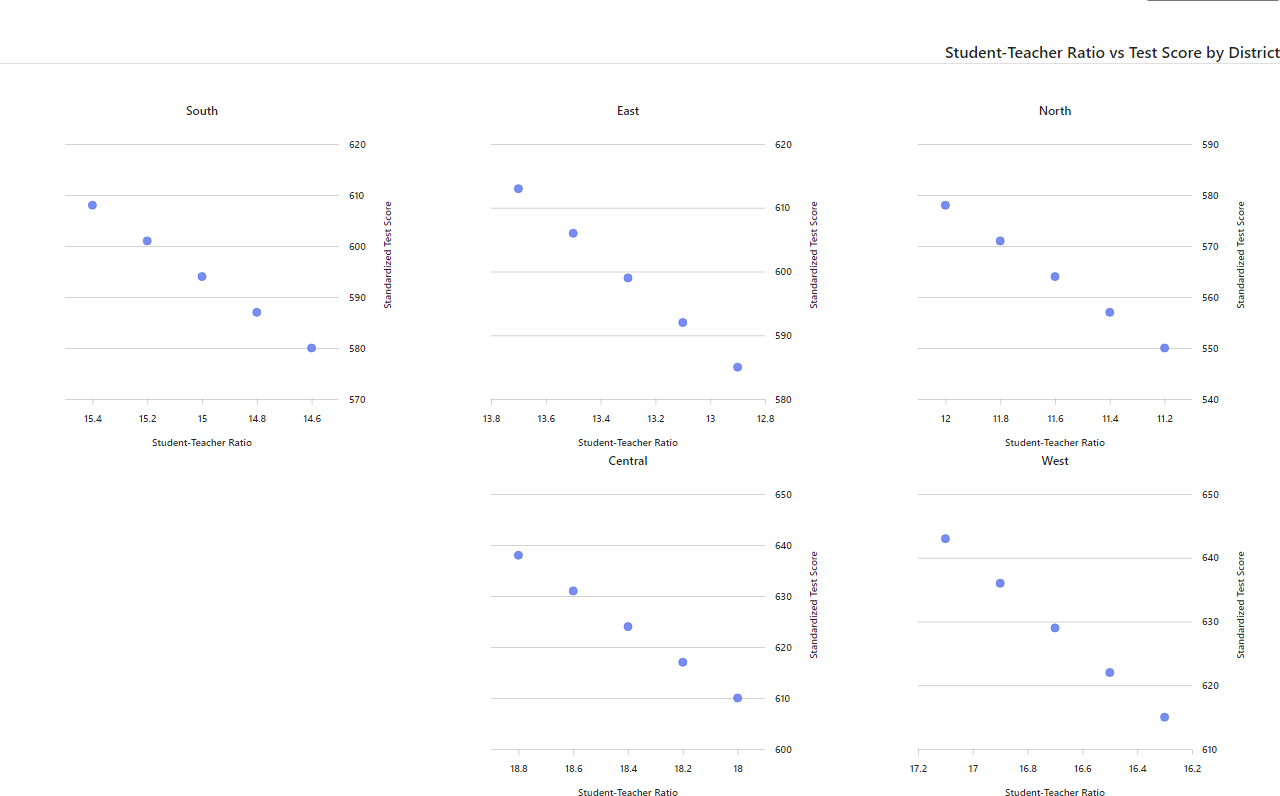 Student-Teacher Ratio vs Test Score by District
South
620
610
600
590
580
570
Standardized Test Score
15.4 15.2 15 14.8 14.6
Student-Teacher Ratio
East
620
610
600
590
580
Standardized Test Score
13.8 13.6 13.4 13.2 13 12.8
Student-Teacher Ratio
North
590
580
570
560
550
540
Standardized Test Score
12 11.8 11.6 11.4 11.2
Student-Teacher Ratio
Central
650
640
630
620
610
600
Standardized Test Score
18.8 18.6 18.4 18.2 18
Student-Teacher Ratio
West
650
640
630
620
610
Standardized Test Score
17.2 17 16.8 16.6 16.4 16.2
Student-Teacher Ratio